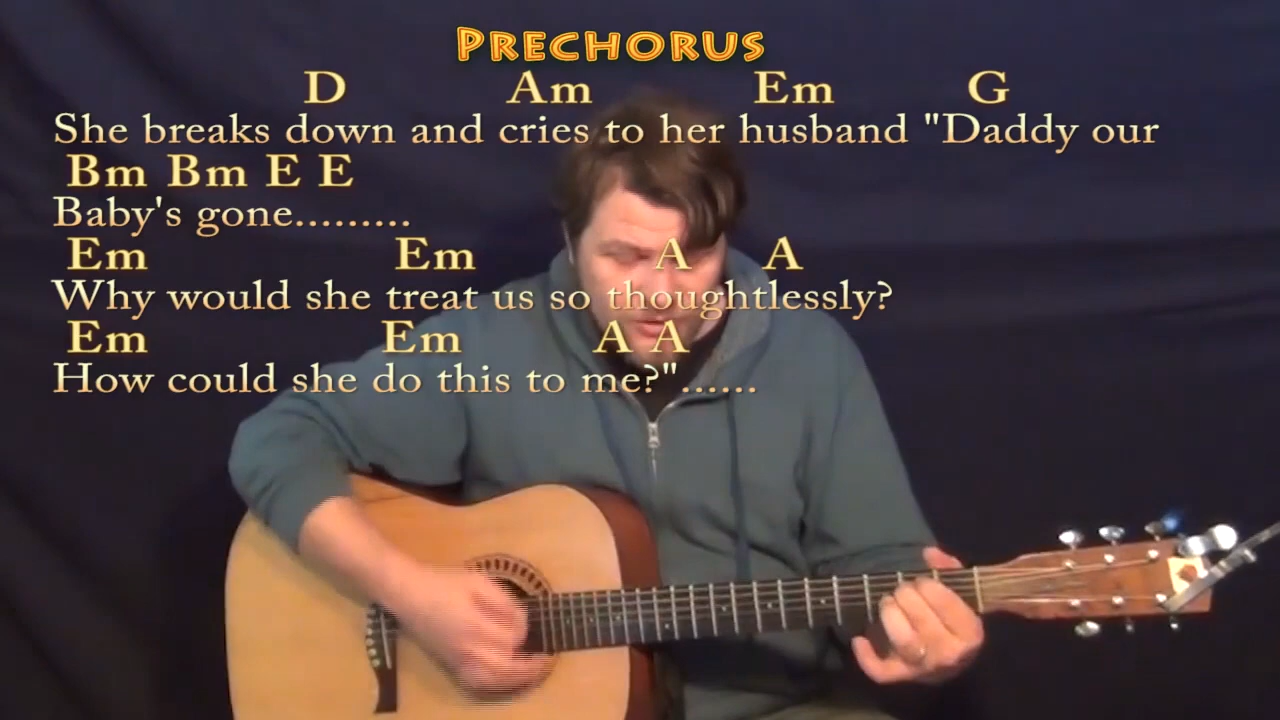 PRECHORUS
D Am Em G
She breaks down and cries to her husband "Daddy our
Bm Bm E E
Baby's gone.........
Em Em A A
Why would she treat us so thoughtlessly?
Em Em A A
How could she do this to me?"......